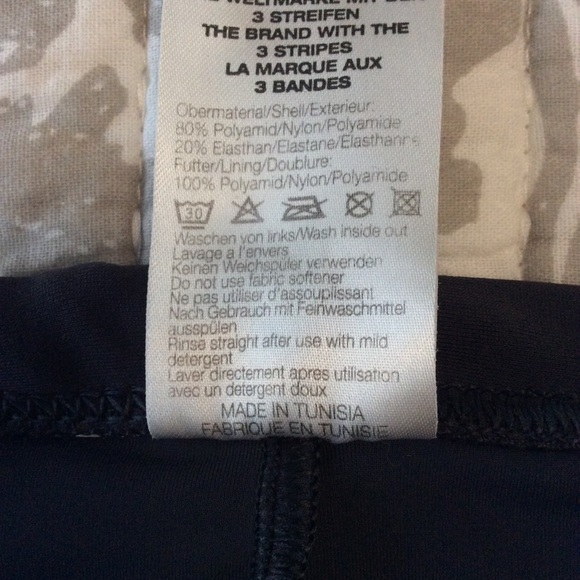 WELTMARKE MIT DEN
3 STREIFEN
THE BRAND WITH THE
3 STRIPES
LA MARQUE AUX
3 BANDES
Obermaterial/Shell/Exterieur:
80% Polyamid/Nylon/Polyamide
20% Elasthan/Elastane/Elasthanne
Futter/Lining/Doublure:
100% Polyamid/Nylon/Polyamide
30
Waschen von links/Wash inside out
Lavage a l'envers
Keinen Weichspüler verwenden
Do not use fabric softener
Ne pas utiliser d'assouplissant
Nach Gebrauch mit Feinwaschmittel
ausspülen
Rinse straight after use with mild
detergent
Laver directement apres utilisation
avec un detergent doux
MADE IN TUNISIA
FABRIQUE EN TUNISIE